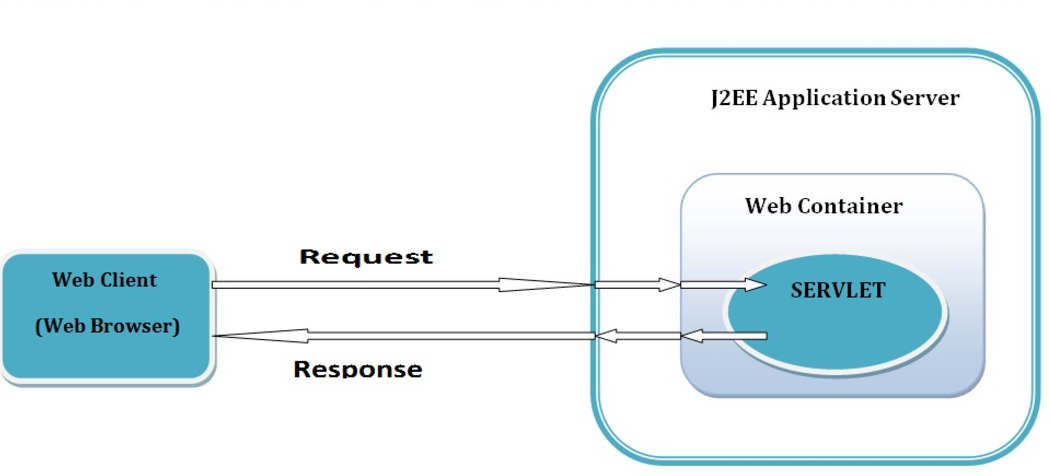 J2EE Application Server
Web Container
Request
Web Client
(Web Browser)
SERVLET
Response